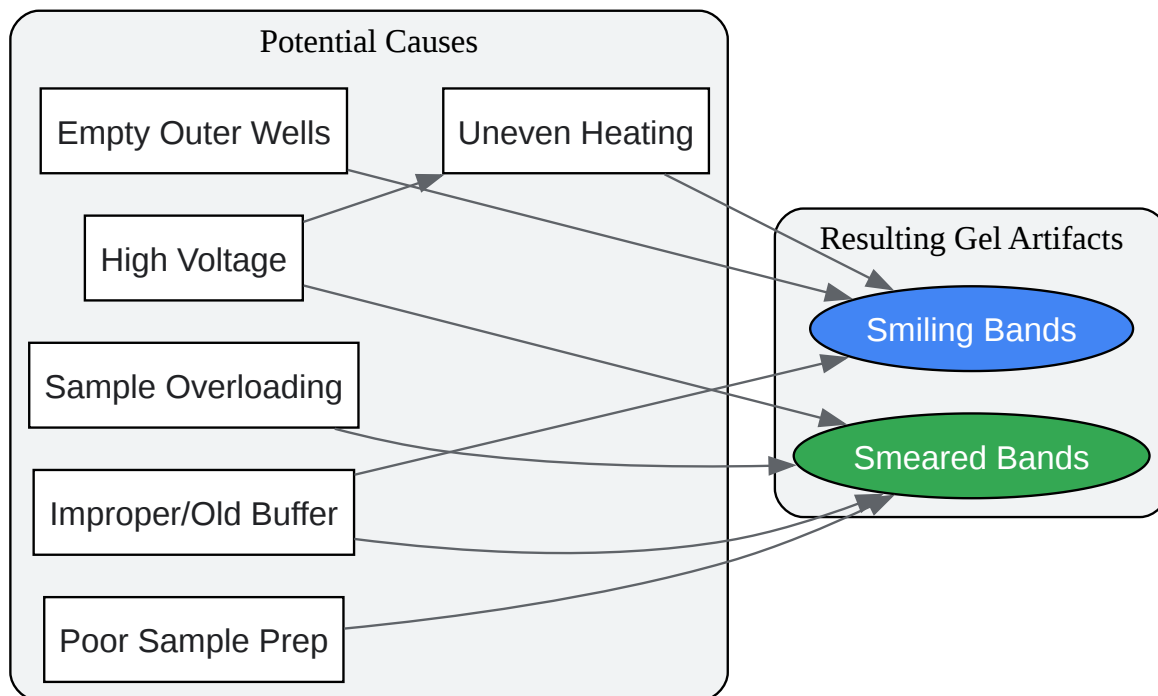 Potential Causes
Empty Outer Wells
Uneven Heating
High Voltage
Sample Overloading
Improper/Old Buffer
Poor Sample Prep
Resulting Gel Artifacts
Smiling Bands
Smeared Bands